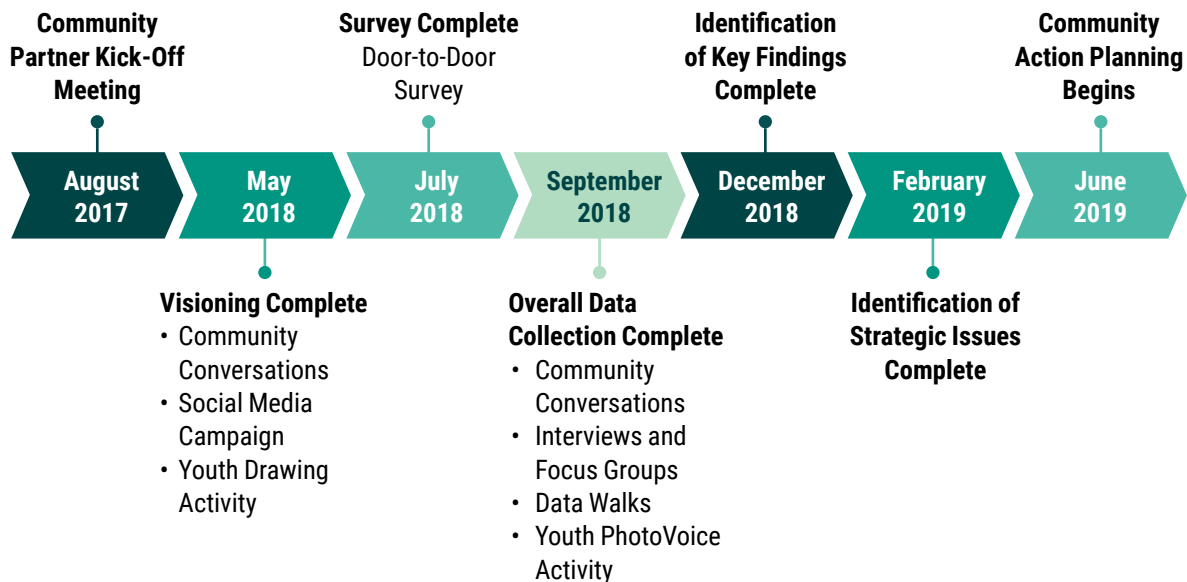 Community
Partner Kick-Off
Meeting
Survey Complete
Door-to-Door
Survey
Identification
of Key Findings
Complete
Community
Action Planning
Begins
August
2017
May
2018
July
2018
September
2018
December
2018
February
2019
June
2019
Visioning Complete
• Community
Conversations
• Social Media
Campaign
• Youth Drawing
Activity
Overall Data
Collection Complete
• Community
Conversations
• Interviews and
Focus Groups
• Data Walks
• Youth PhotoVoice
Activity
Identification of
Strategic Issues
Complete